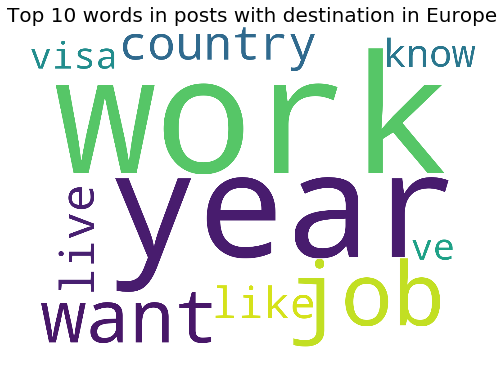 Top 10 words in posts with destination in Europe
visa country know
work
live year
ve
want like job